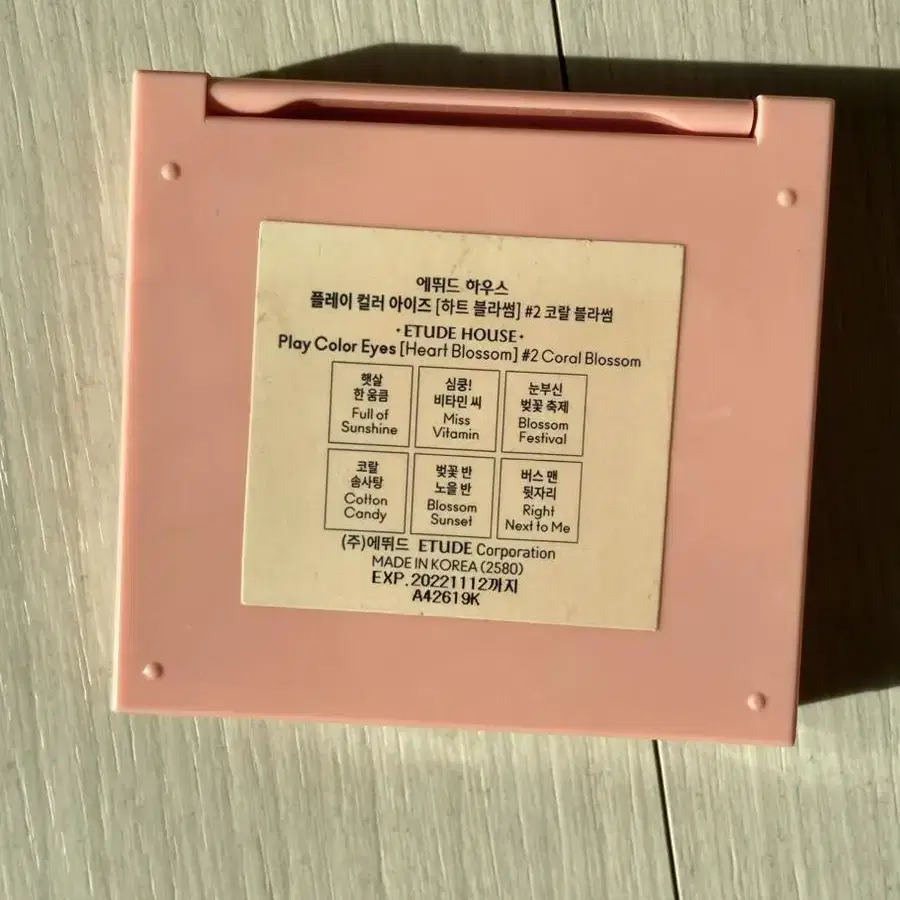 에뛰드 하우스
플레이 컬러 아이즈 [하트 블라썸] #2 코랄 블라썸
·ETUDE HOUSE·
Play Color Eyes [Heart Blossom] #2 Coral Blossom
햇살
한 움큼
Full of
Sunshine
심쿵!
비타민 씨
Miss
Vitamin
눈부신
벚꽃 축제
Blossom
Festival
코랄
솜사탕
Cotton
Candy
벚꽃 반
노을 반
Blossom
Sunset
버스 맨
뒷자리
Right
Next to Me
(주)에뛰드 ETUDE Corporation
MADE IN KOREA (2580)
EXP.20221112까지
A42619K